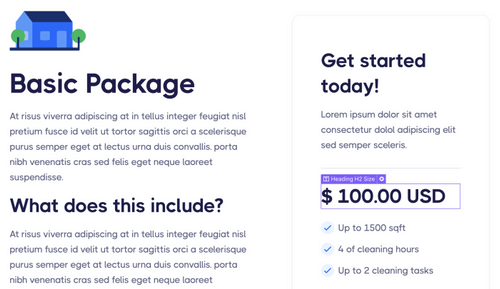 Basic Package
At risus viverra adipiscing at in tellus integer feugiat nisl
pretium fusce id velit ut tortor sagittis orci a scelerisque
purus semper eget at lectus urna duis convallis. porta
nibh venenatis cras sed felis eget neque laoreet
suspendisse.
What does this include?
At risus viverra adipiscing at in tellus integer feugiat nisl
pretium fusce id velit ut tortor sagittis orci a scelerisque
purus semper eget at lectus urna duis convallis. porta
nibh venenatis cras sed felis eget neque laoreet
Get started
today!
Lorem ipsum dolor sit amet
consectetur dolol adipiscing elit
sed semper sceleris.
Heading H2 Size
$ 100.00 USD
Up to 1500 sqft
4 of cleaning hours
Up to 2 cleaning tasks